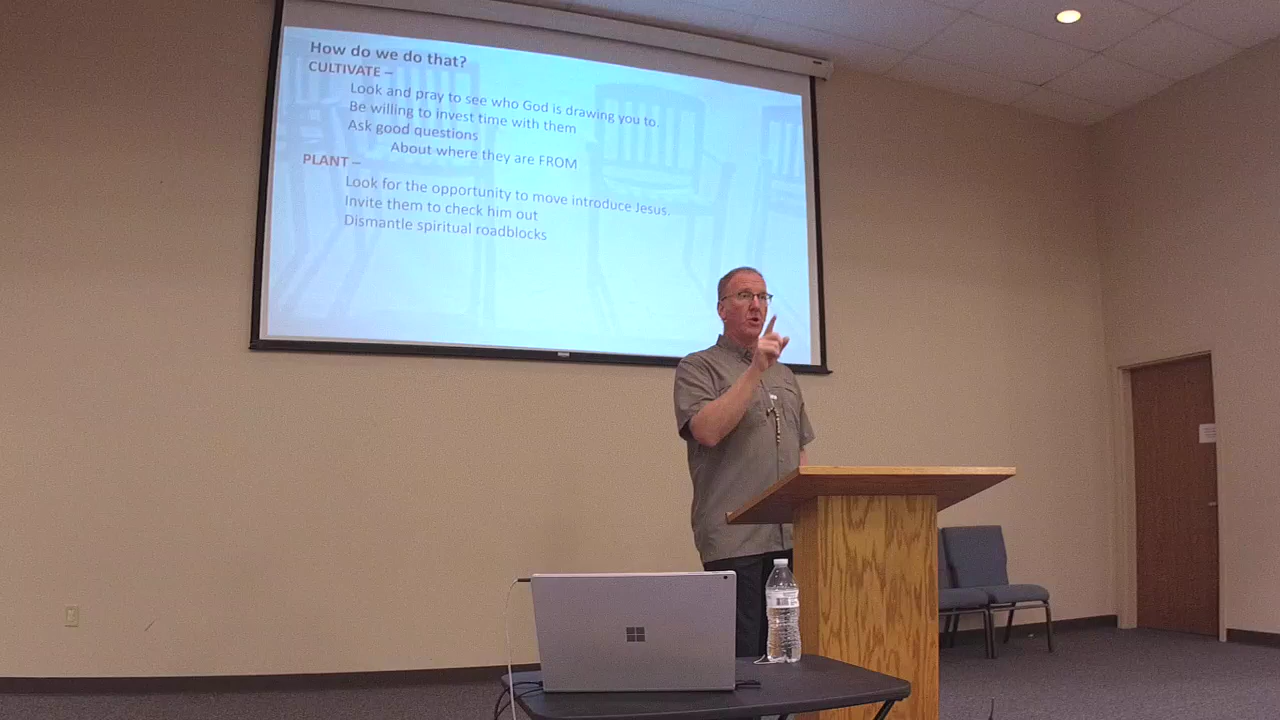 How do we do that?
CULTIVATE –
Look and pray to see who God is drawing you to.
Be willing to invest time with them
Ask good questions
About where they are FROM
PLANT –
Look for the opportunity to move introduce Jesus.
Invite them to check him out
Dismantle spiritual roadblocks